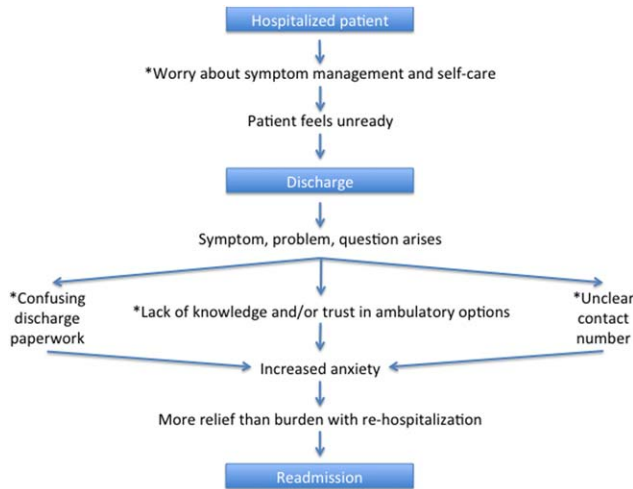 Hospitalized patient
*Worry about symptom management and self-care
Patient feels unready
Discharge
Symptom, problem, question arises
*Confusing
discharge
paperwork
*Lack of knowledge and/or trust in ambulatory options
*Unclear
contact
number
Increased anxiety
More relief than burden with re-hospitalization
Readmission